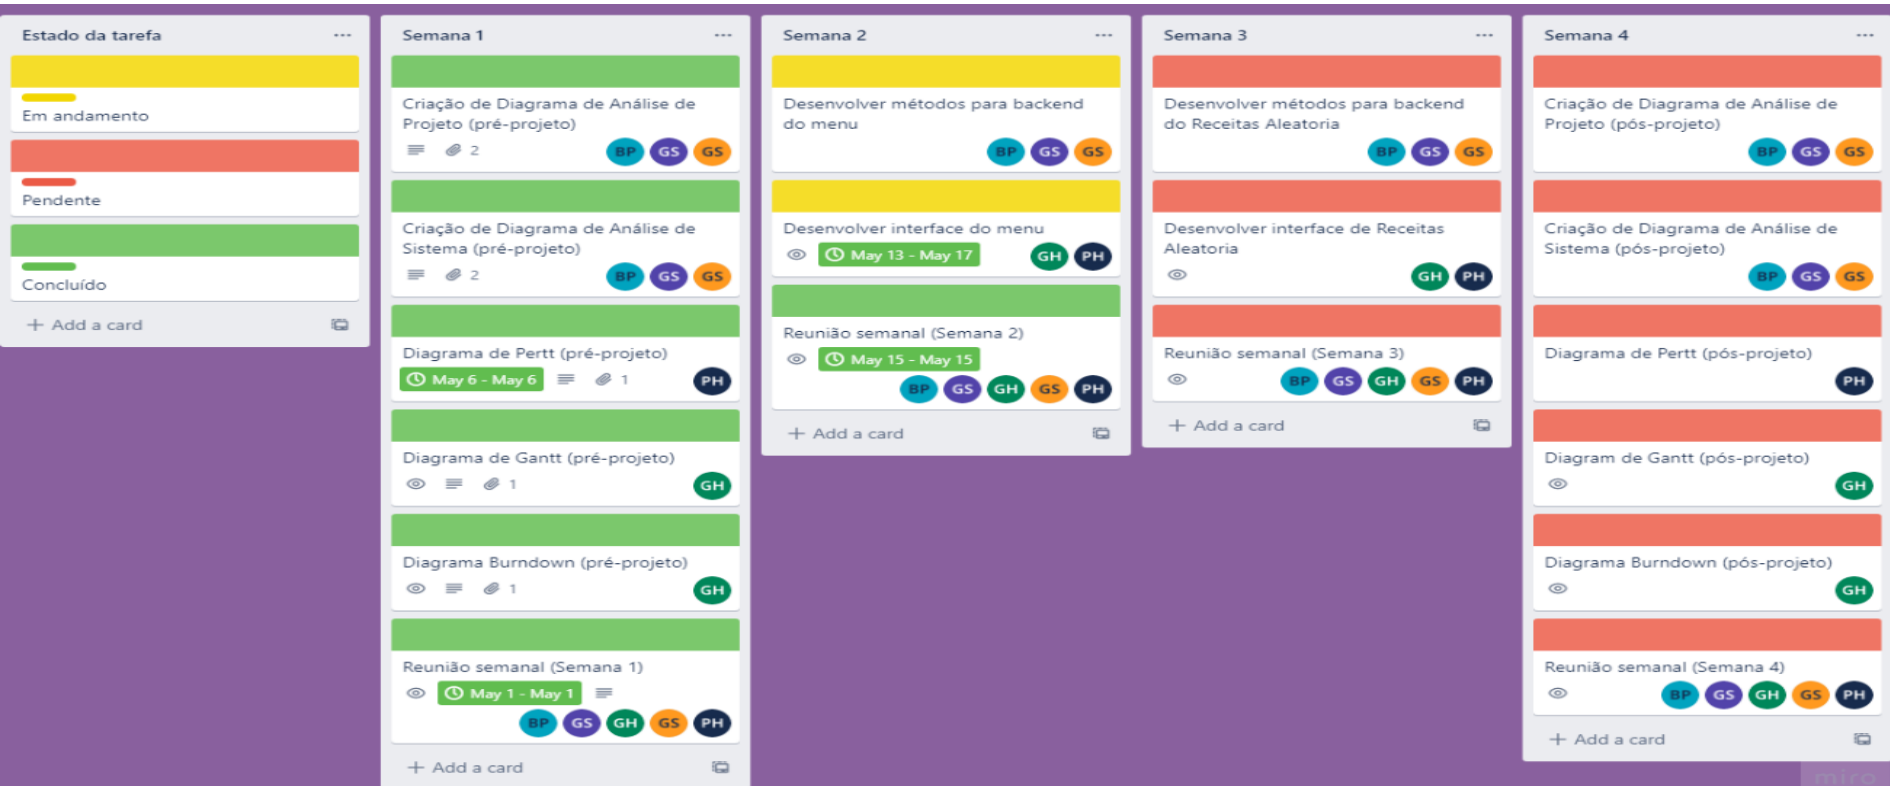 Estado da tarefa
Em andamento
Pendente
Concluído
+ Add a card
Semana 1
Criação de Diagrama de Análise de
Projeto (pré-projeto)
2
BP GS GS
Criação de Diagrama de Análise de
Sistema (pré-projeto)
2
BP GS GS
Diagrama de Pertt (pré-projeto)
May 6 - May 6 1
PH
Diagrama de Gantt (pré-projeto)
1
GH
Diagrama Burndown (pré-projeto)
1
GH
Reunião semanal (Semana 1)
May 1 - May 1
BP GS GH GS PH
+ Add a card
Semana 2
Desenvolver métodos para backend
do menu
BP GS GS
Desenvolver interface do menu
May 13 - May 17
GH PH
Reunião semanal (Semana 2)
May 15 - May 15
BP GS GH GS PH
+ Add a card
Semana 3
Desenvolver métodos para backend
do Receitas Aleatoria
BP GS GS
Desenvolver interface de Receitas
Aleatoria
GH PH
Reunião semanal (Semana 3)
BP GS GH GS PH
+ Add a card
Semana 4
Criação de Diagrama de Análise de
Projeto (pós-projeto)
BP GS GS
Criação de Diagrama de Análise de
Sistema (pós-projeto)
BP GS GS
Diagrama de Pertt (pós-projeto)
PH
Diagram de Gantt (pós-projeto)
GH
Diagrama Burndown (pós-projeto)
GH
Reunião semanal (Semana 4)
BP GS GH GS PH
+ Add a card
miro